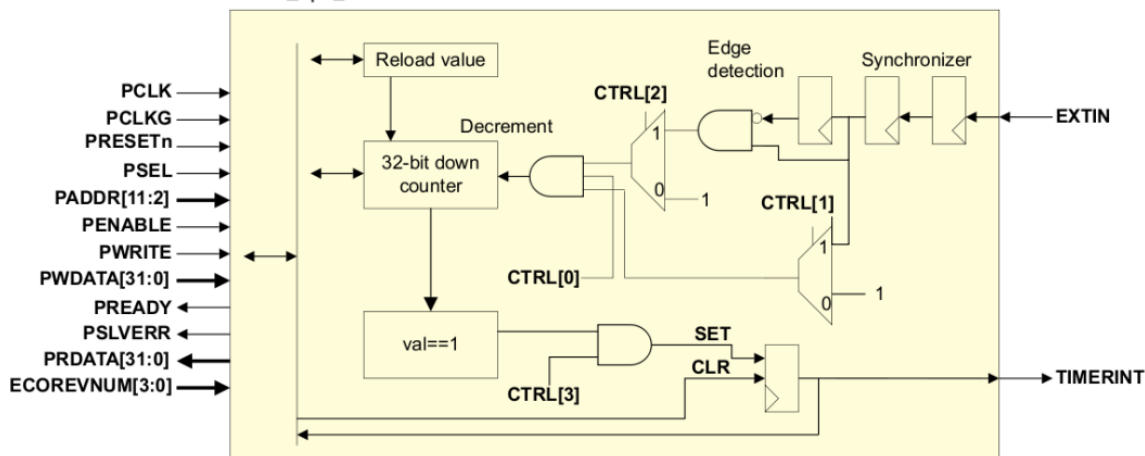 PCLK
PCLKG
PRESETn
PSEL
PADDR[11:2]
PENABLE
PWRITE
PWDATA[31:0]
PREADY
PSLVERR
PRDATA[31:0]
ECOREVNUM[3:0]
Reload value
Decrement
32-bit down
counter
val==1
CTRL[0]
CTRL[3]
CTRL[2]
1
0
1
Edge
detection
Synchronizer
EXTIN
CTRL[1]
1
0
1
SET
CLR
TIMERINT